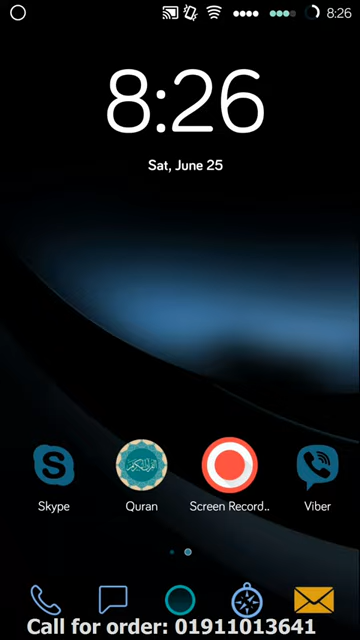 8:26
8:26
Sat, June 25
Skype
Quran
Screen Record..
Viber
Call for order: 01911013641